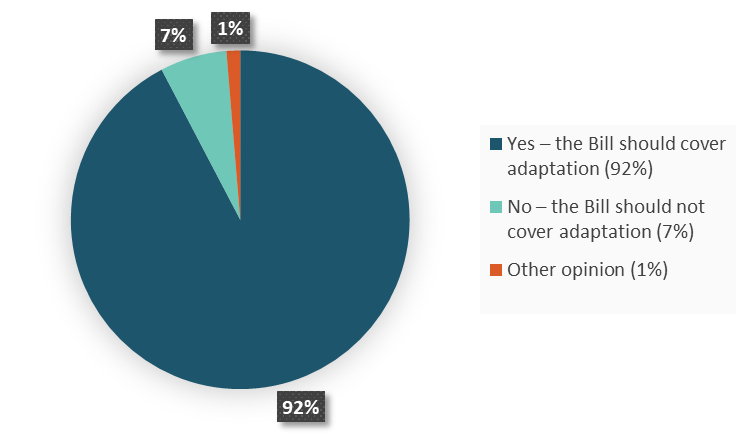 7%
1%
92%
Yes – the Bill should cover
adaptation (92%)
No – the Bill should not
cover adaptation (7%)
Other opinion (1%)